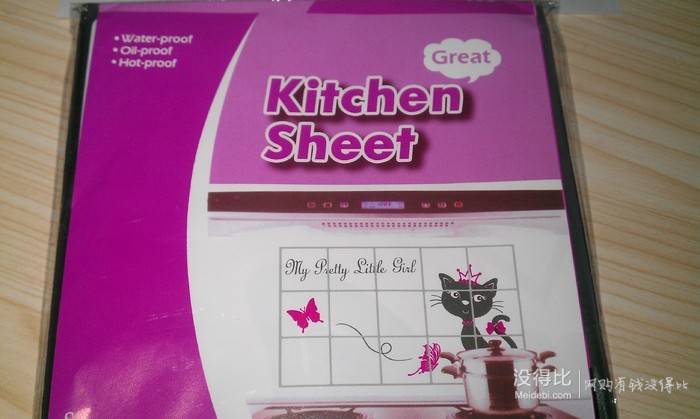 • Water-proof
• Oil-proof
• Hot-proof
Great
Kitchen
Sheet
My Pretty Little Girl
没得比
Meidebi.com
网购有钱没得比